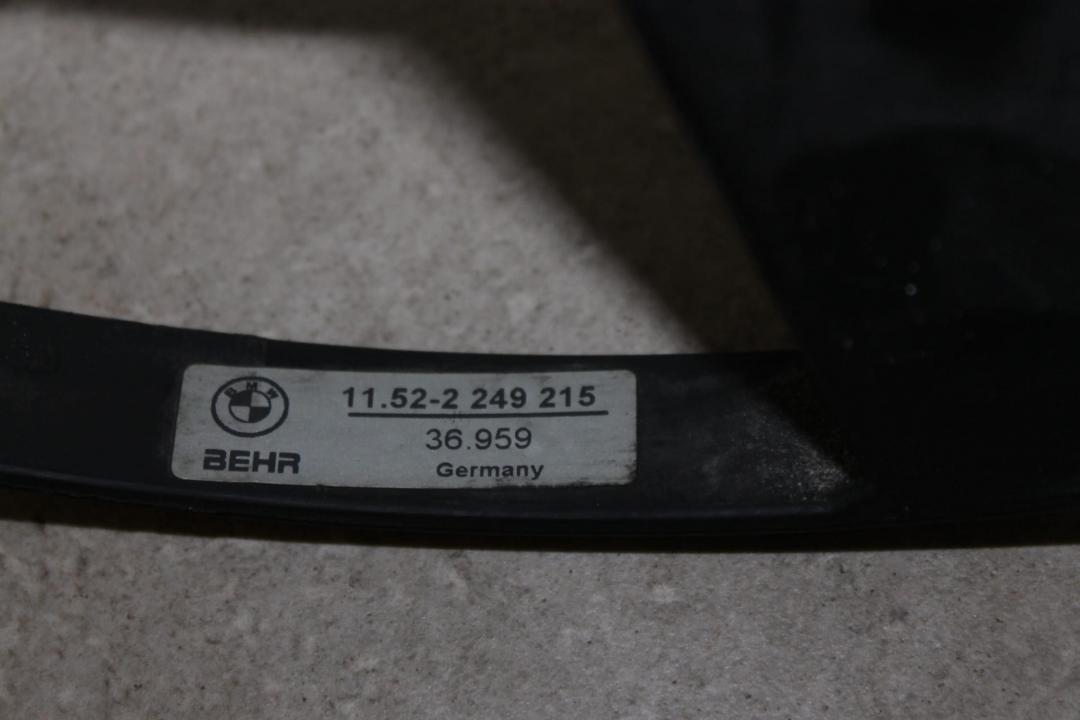 BMW
11.52-2 249 215
36.959
BEHR
Germany